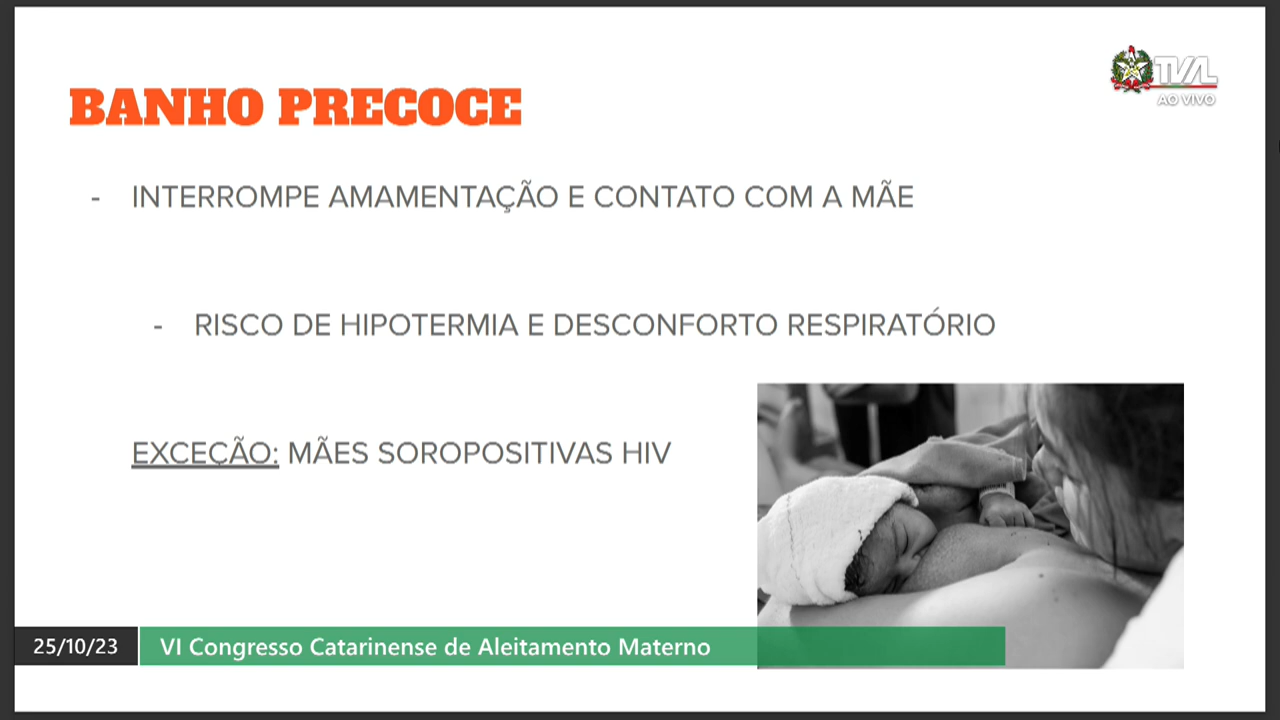 TVAL
AO VIVO
BANHO PRECOCE
- INTERROMPE AMAMENTAÇÃO E CONTATO COM A MÃE
- RISCO DE HIPOTERMIA E DESCONFORTO RESPIRATÓRIO
EXCEÇÃO: MÃES SOROPOSITIVAS HIV
25/10/23 VI Congresso Catarinense de Aleitamento Materno